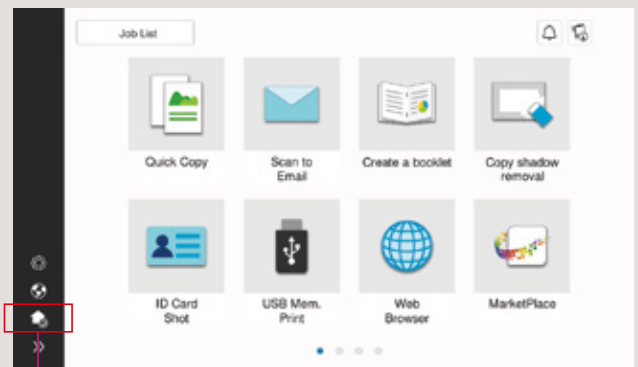 Job List
Quick Copy
Scan to
Email
Create a booklet
Copy shadow
removal
ID Card
Shot
USB Mem.
Print
Web
Browser
MarketPlace